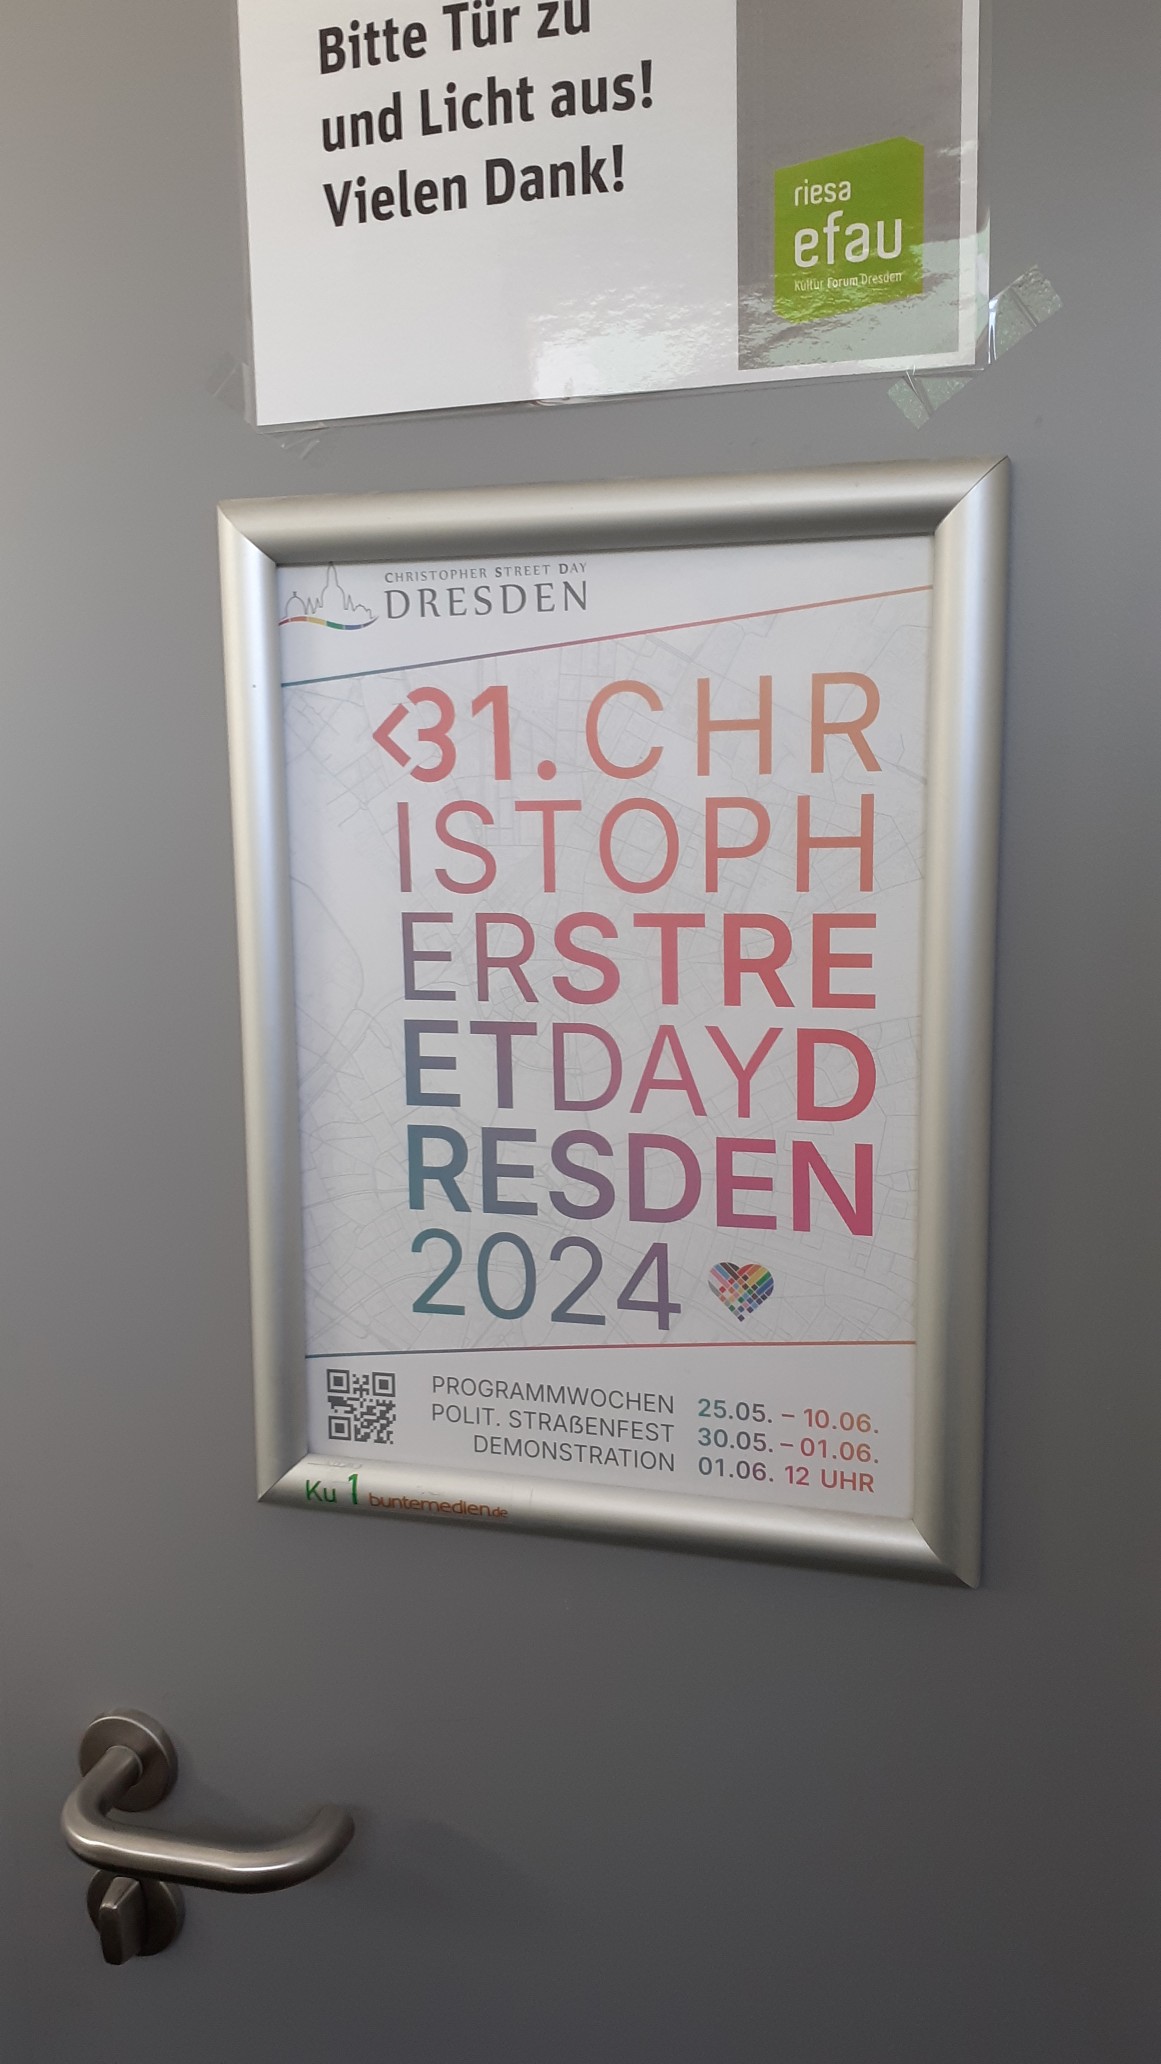 Bitte Tür zu
und Licht aus!
Vielen Dank!
riesa
efau
Kultur Forum Dresden
CHRISTOPHER STREET DAY
DRESDEN
<31. CHR
ISTOPH
ERSTRE
ETDAYD
RESDEN
2024
PROGRAMMWOCHEN 25.05. – 10.06.
POLIT. STRAßENFEST 30.05. – 01.06.
DEMONSTRATION 01.06. 12 UHR
Ku 1 buntemedien.de